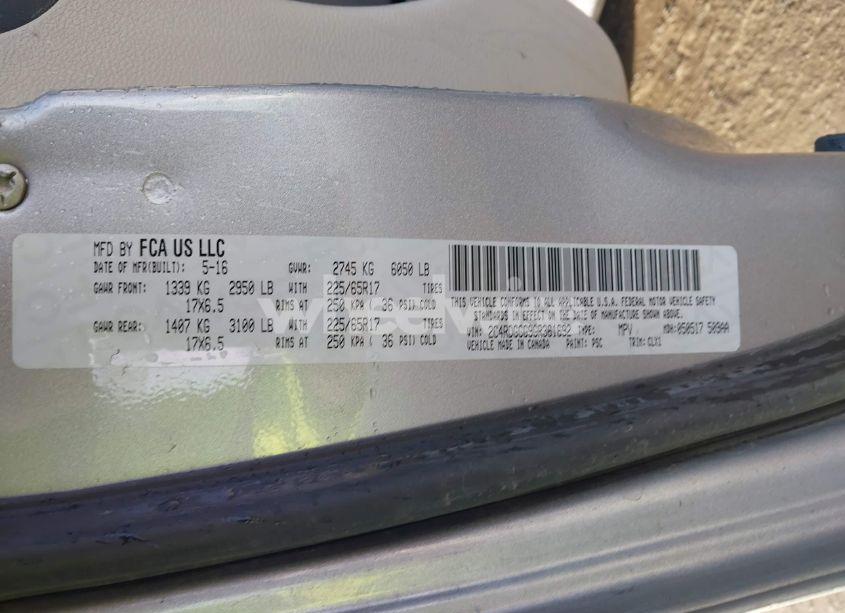 MFD BY FCA US LLC
DATE OF MFR(BUILT): 5-16 GVWR: 2745 KG 6050 LB
GAWR FRONT: 1339 KG 2950 LB WITH 225/65R17 TIRES
17X6.5 RIMS AT 250 KPA ( 36 PSI) COLD
GAWR REAR: 1407 KG 3100 LB WITH 225/65R17 TIRES
17X6.5 RIMS AT 250 KPA ( 36 PSI) COLD
THIS VEHICLE CONFORMS TO ALL APPLICABLE U.S.A. FEDERAL MOTOR VEHICLE SAFETY
STANDARDS IN EFFECT ON THE DATE OF MANUFACTURE SHOWN ABOVE.
VIN: TYPE: MPV MDH: 050517 509AA
VEHICLE MADE IN CANADA PAINT: PSC TRIM: CLX1